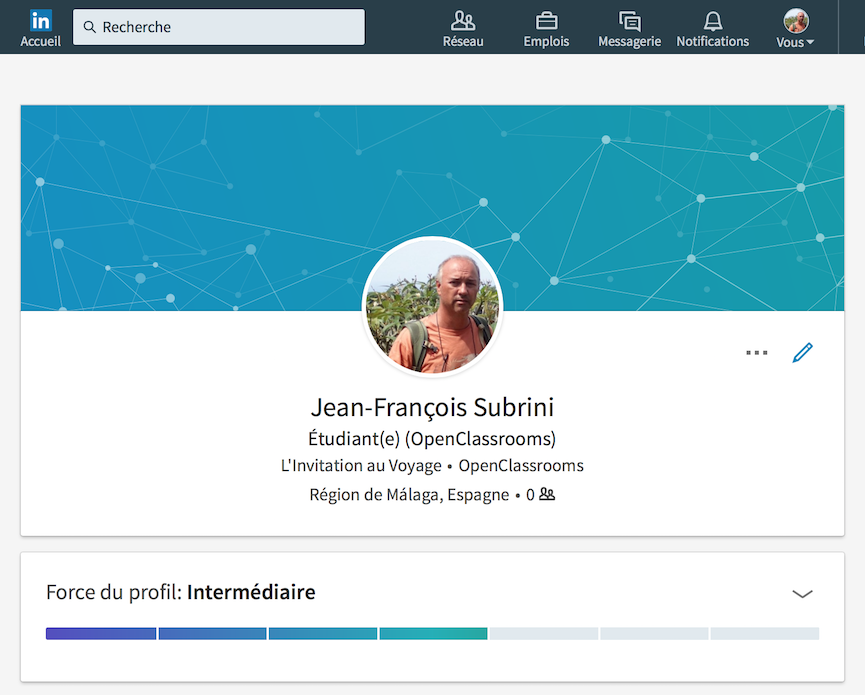 in
Accueil
Recherche
Réseau
Emplois
Messagerie
Notifications
Vous
Jean-François Subrini
Étudiant(e) (OpenClassrooms)
L'Invitation au Voyage • OpenClassrooms
Région de Málaga, Espagne • 0
Force du profil: Intermédiaire